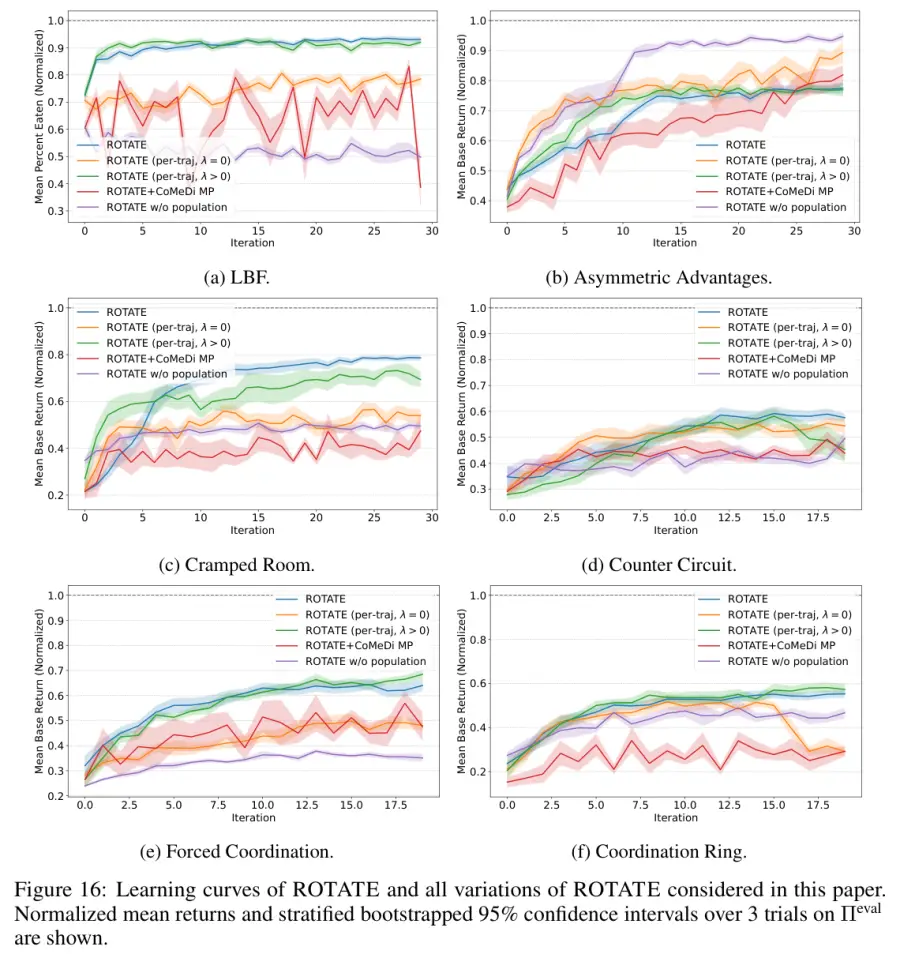 Mean Percent Eaten (Normalized)
1.0
0.9
0.8
0.7
0.6
0.5
0.4
0.3
ROTATE
ROTATE (per-traj, λ = 0)
ROTATE (per-traj, λ > 0)
ROTATE+CoMeDi MP
ROTATE w/o population
0 5 10 15 20 25 30
Iteration
(a) LBF.
Mean Base Return (Normalized)
1.0
0.9
0.8
0.7
0.6
0.5
0.4
ROTATE
ROTATE (per-traj, λ = 0)
ROTATE (per-traj, λ > 0)
ROTATE+CoMeDi MP
ROTATE w/o population
0 5 10 15 20 25 30
Iteration
(b) Asymmetric Advantages.
Mean Base Return (Normalized)
1.0
0.8
0.6
0.4
0.2
ROTATE
ROTATE (per-traj, λ = 0)
ROTATE (per-traj, λ > 0)
ROTATE+CoMeDi MP
ROTATE w/o population
0 5 10 15 20 25 30
Iteration
(c) Cramped Room.
Mean Base Return (Normalized)
1.0
0.9
0.8
0.7
0.6
0.5
0.4
0.3
ROTATE
ROTATE (per-traj, λ = 0)
ROTATE (per-traj, λ > 0)
ROTATE+CoMeDi MP
ROTATE w/o population
0.0 2.5 5.0 7.5 10.0 12.5 15.0 17.5
Iteration
(d) Counter Circuit.
Mean Base Return (Normalized)
1.0
0.9
0.8
0.7
0.6
0.5
0.4
0.3
0.2
ROTATE
ROTATE (per-traj, λ = 0)
ROTATE (per-traj, λ > 0)
ROTATE+CoMeDi MP
ROTATE w/o population
0.0 2.5 5.0 7.5 10.0 12.5 15.0 17.5
Iteration
(e) Forced Coordination.
Mean Base Return (Normalized)
1.0
0.8
0.6
0.4
0.2
ROTATE
ROTATE (per-traj, λ = 0)
ROTATE (per-traj, λ > 0)
ROTATE+CoMeDi MP
ROTATE w/o population
0.0 2.5 5.0 7.5 10.0 12.5 15.0 17.5
Iteration
(f) Coordination Ring.
Figure 16: Learning curves of ROTATE and all variations of ROTATE considered in this paper.
Normalized mean returns and stratified bootstrapped 95% confidence intervals over 3 trials on Π^eval
are shown.